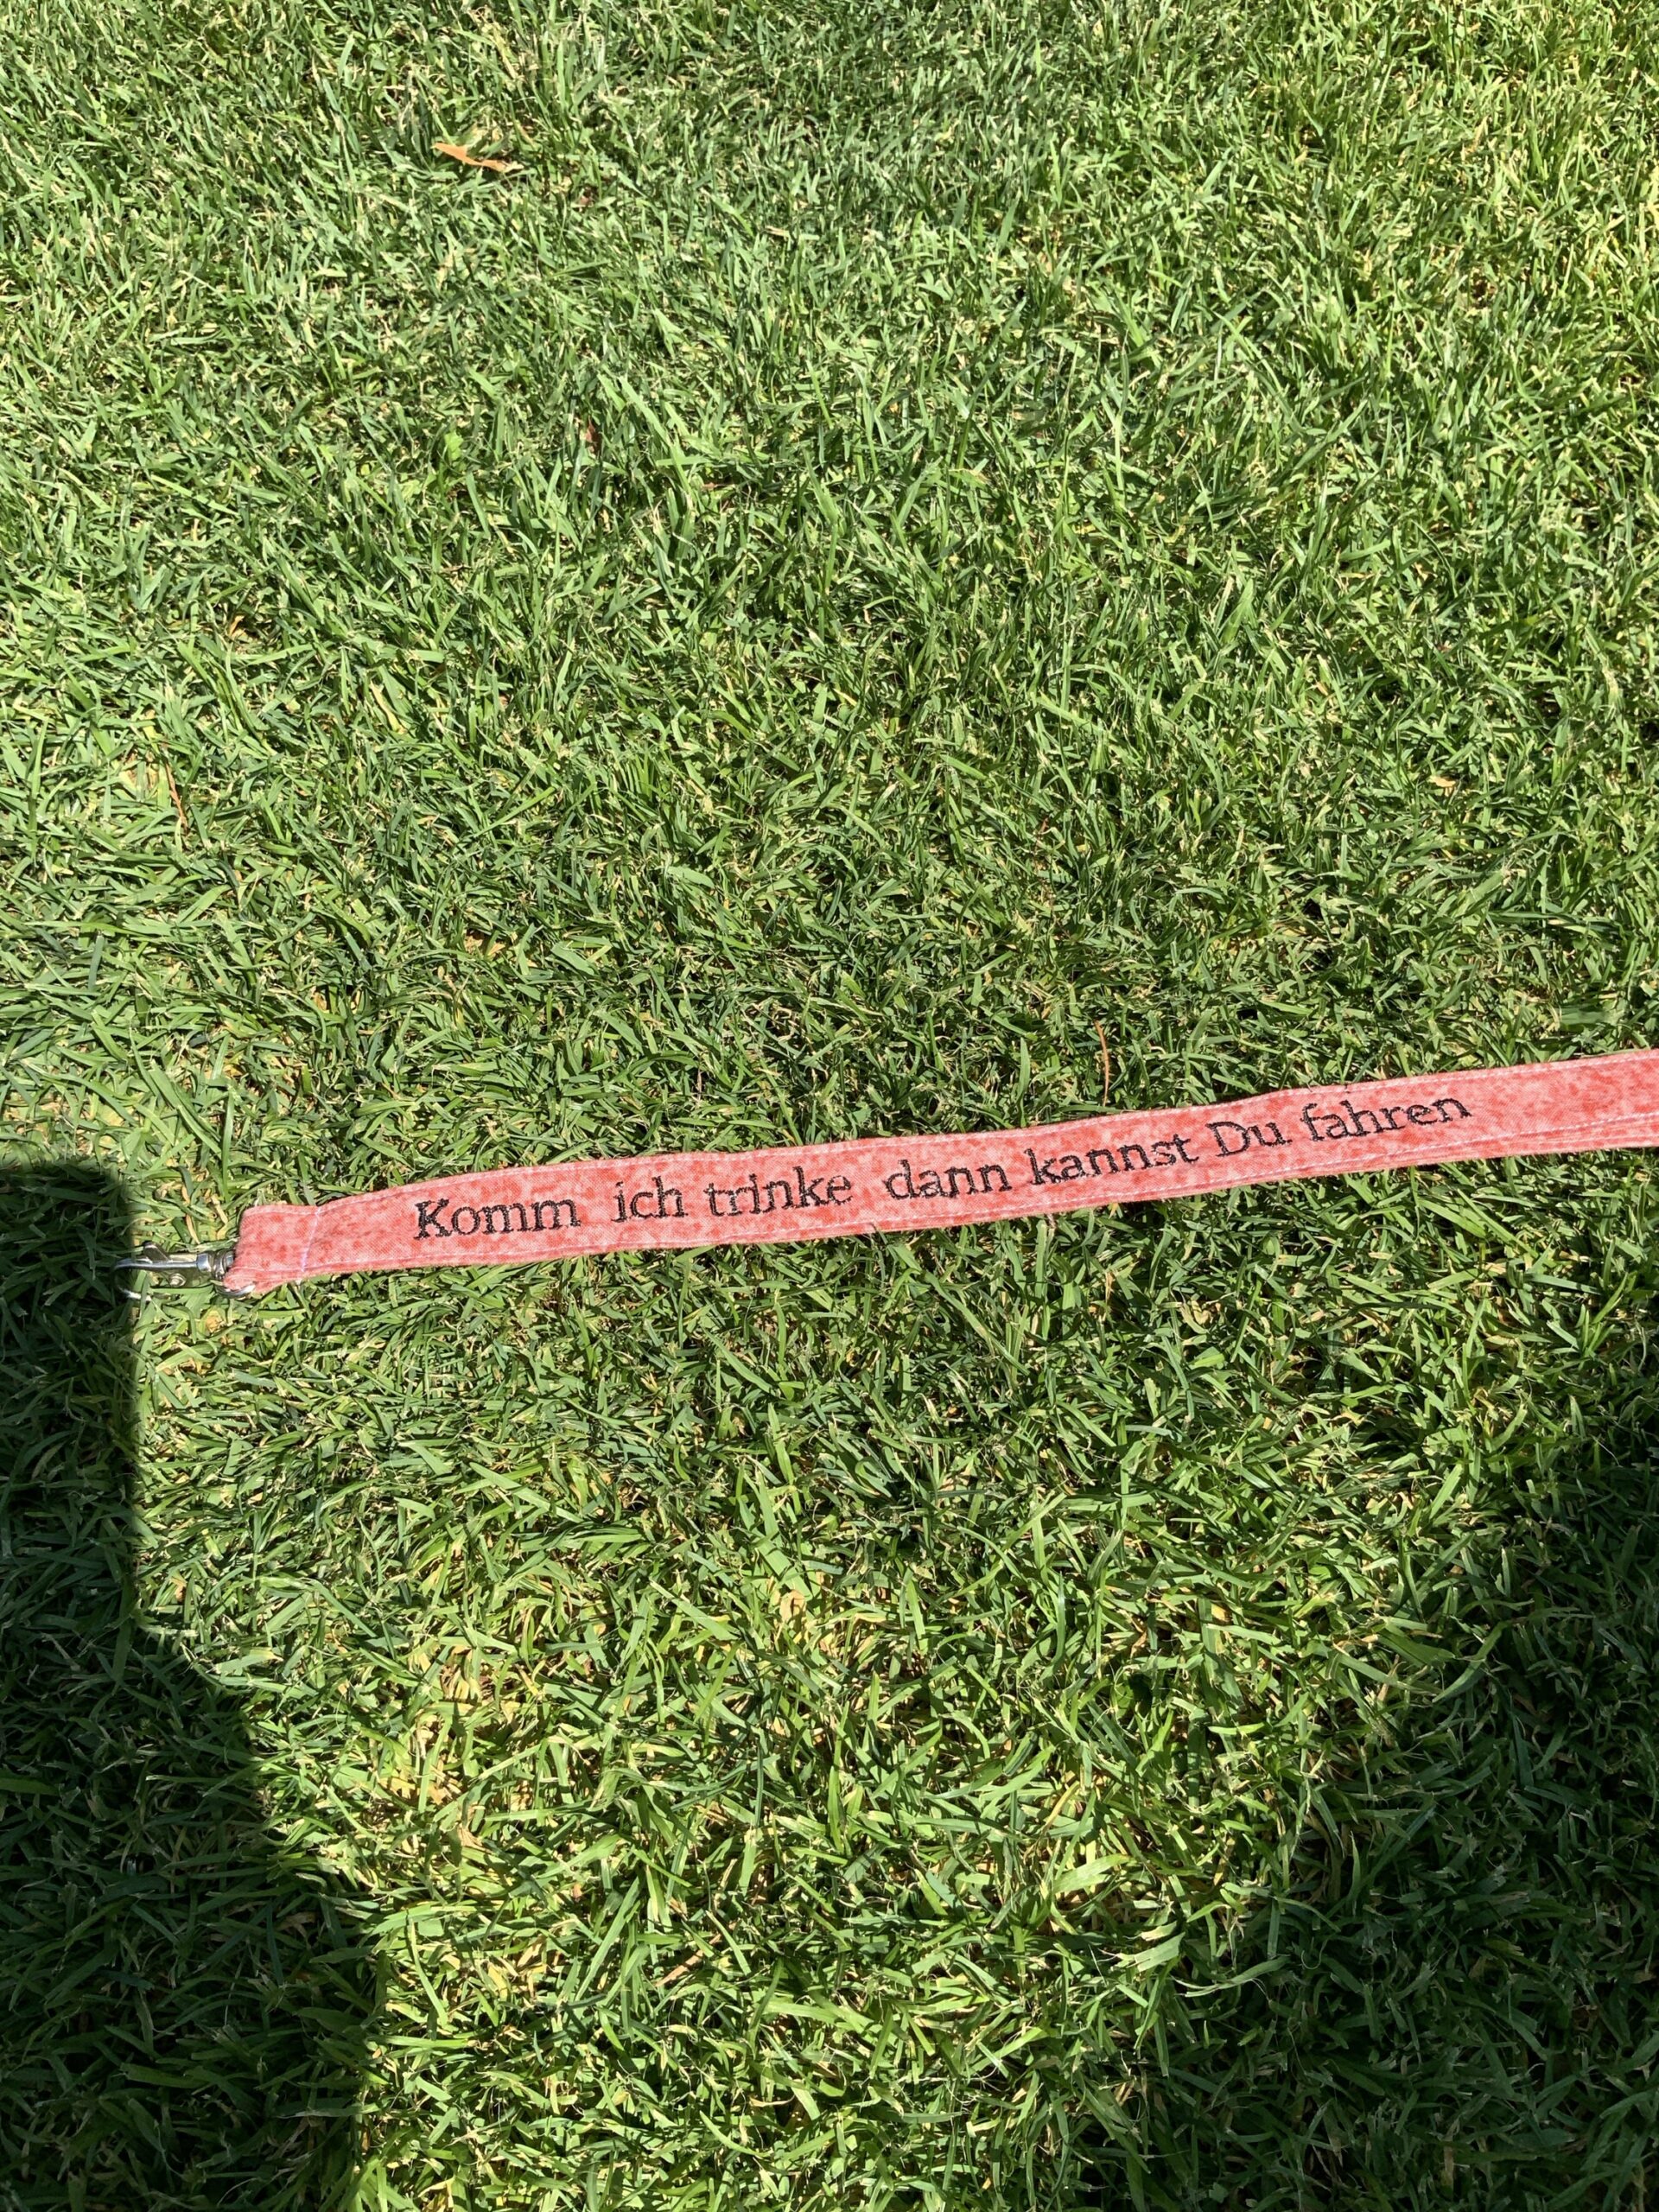 Komm ich trinke dann kannst Du fahren